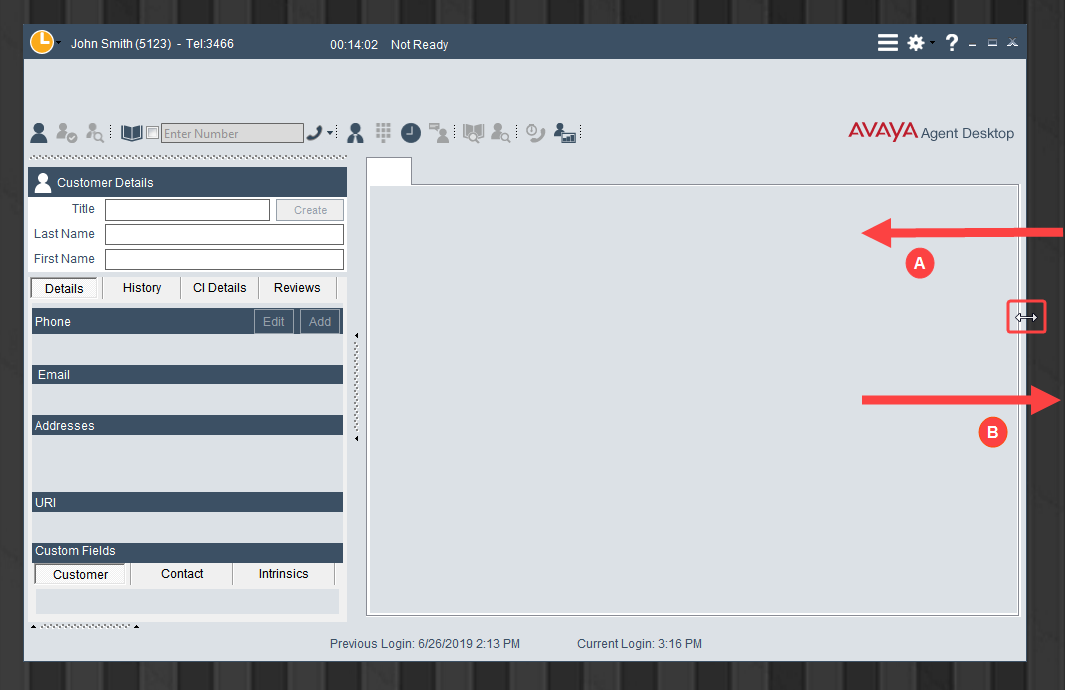 John Smith (5123) - Tel:3466 00:14:02 Not Ready ?
Enter Number
AVAYA Agent Desktop
Customer Details
Title Create
Last Name
First Name
Details History CI Details Reviews
Phone Edit Add
Email
Addresses
URI
Custom Fields
Customer Contact Intrinsics
A
B
Previous Login: 6/26/2019 2:13 PM Current Login: 3:16 PM